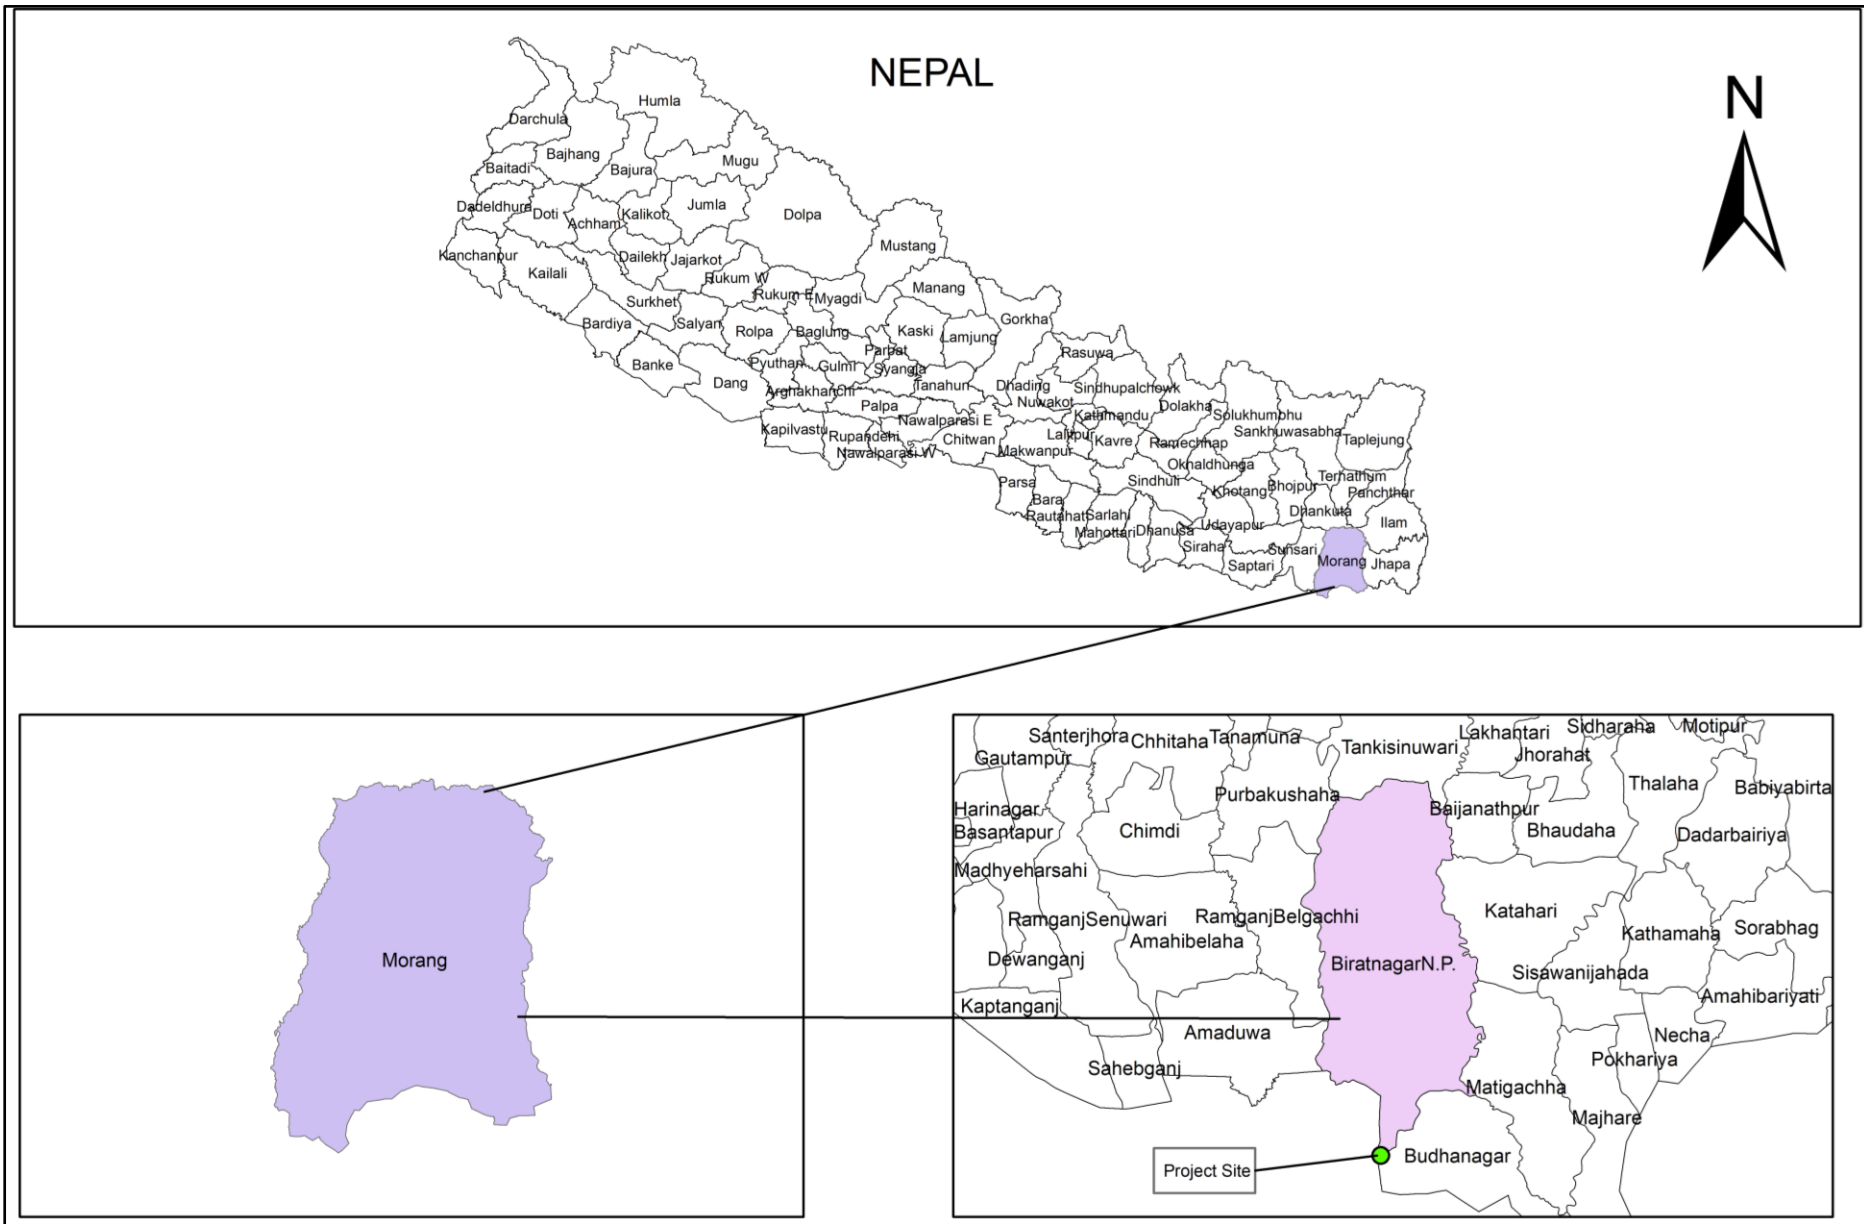 NEPAL
N
Humla
Darchula
Bajhang
Baitadi
Bajura
Mugu
Dadeldhura
Doti
Achham
Kalikot
Jumla
Dolpa
Mustang
Kanchanpur
Kailali
Dailekh
Jajarkot
Rukum W
Rukum E
Myagdi
Manang
Surkhet
Gorkha
Bardiya
Salyan
Rolpa
Baglung
Kaski
Lamjung
Parbat
Rasuwa
Banke
Pyuthan
Gulmi
Syangja
Dang
Tanahun
Dhading
Sindhupalchowk
Arghakhanchi
Nuwakot
Palpa
Dolakha
Kathmandu
Solukhumbhu
Nawalparasi E
Kapilvastu
Rupandehi
Chitwan
Lalitpur
Kavre
Ramechhap
Sankhuwasabha
Taplejung
Nawalparasi W
Makwanpur
Okhaldhunga
Parsa
Sindhuli
Ternathum
Khotang
Bhojpur
Panchthar
Bara
Rautahat
Sarlahi
Dhankuta
Ilam
Mahottari
Dhanusa
Udayapur
Siraha
Sunsari
Saptari
Morang
Jhapa
Morang
Santerjhora
Chhitaha
Tanamuna
Tankisinuwari
Lakhantari
Sidharaha
Motipur
Gautampur
Jhorahat
Thalaha
Babiyabirta
Purbakushaha
Harinagar
Baijanathpur
Basantapur
Chimdi
Bhaudaha
Dadarbairiya
Madhyeharsahi
RamganjSenuwari
RamganjBelgachhi
Katahari
Amahibelaha
Kathamaha
Sorabhag
Dewanganj
BiratnagarN.P.
Sisawanijahada
Kaptanganj
Amahibariyati
Amaduwa
Necha
Sahebganj
Pokhariya
Matigachha
Majhare
Project Site
Budhanagar